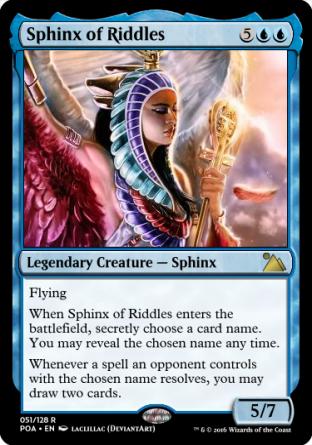 Sphinx of Riddles 5
Legendary Creature — Sphinx
Flying
When Sphinx of Riddles enters the
battlefield, secretly choose a card name.
You may reveal the chosen name any time.
Whenever a spell an opponent controls
with the chosen name resolves, you may
draw two cards.
5/7
051/128 R
POA • EN LACLILLAC (DEVIANTART)
™ & © 2016 Wizards of the Coast